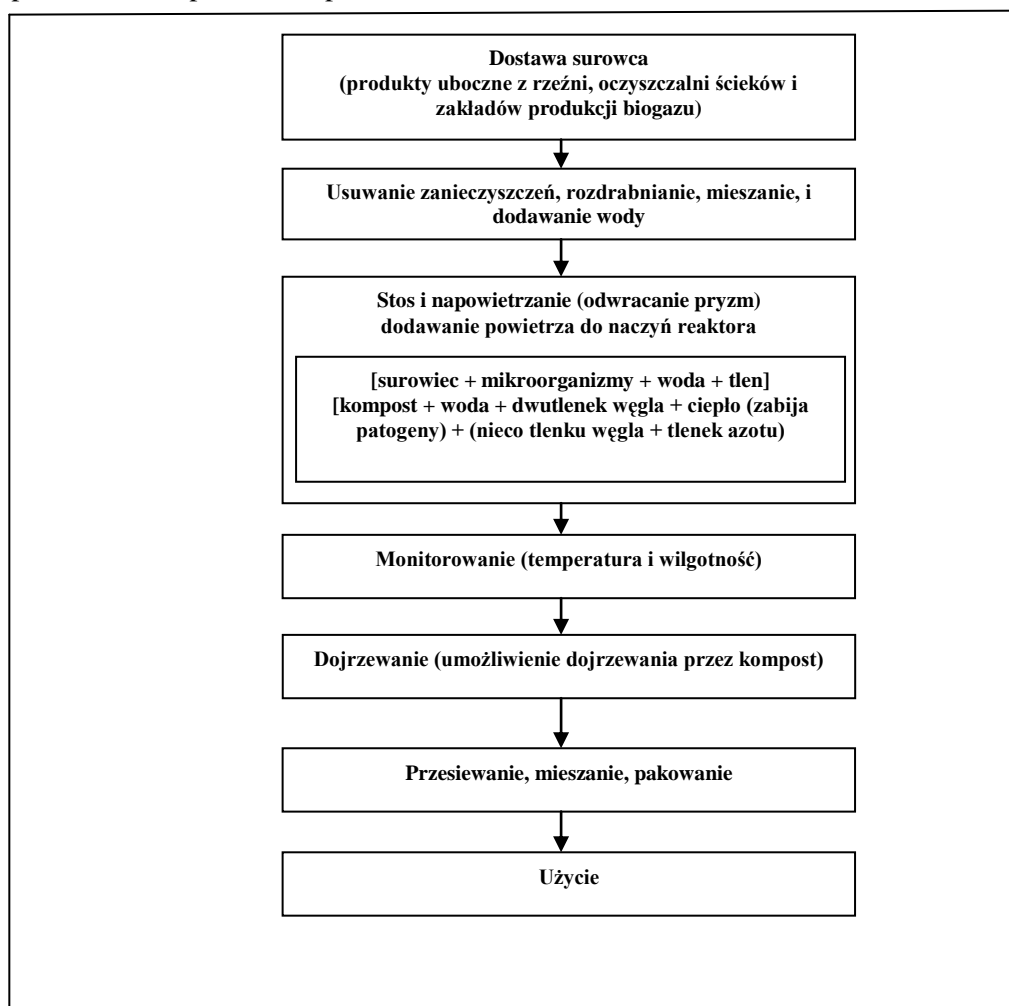 Dostawa surowca
(produkty uboczne z rzeźni, oczyszczalni ścieków i
zakładów produkcji biogazu)
Usuwanie zanieczyszczeń, rozdrabnianie, mieszanie, i
dodawanie wody
Stos i napowietrzanie (odwracanie pryzm)
dodawanie powietrza do naczyń reaktora
[surowiec + mikroorganizmy + woda + tlen]
[kompost + woda + dwutlenek węgla + ciepło (zabija
patogeny) + (nieco tlenku węgla + tlenek azotu)
Monitorowanie (temperatura i wilgotność)
Dojrzewanie (umożliwienie dojrzewania przez kompost)
Przesiewanie, mieszanie, pakowanie
Użycie